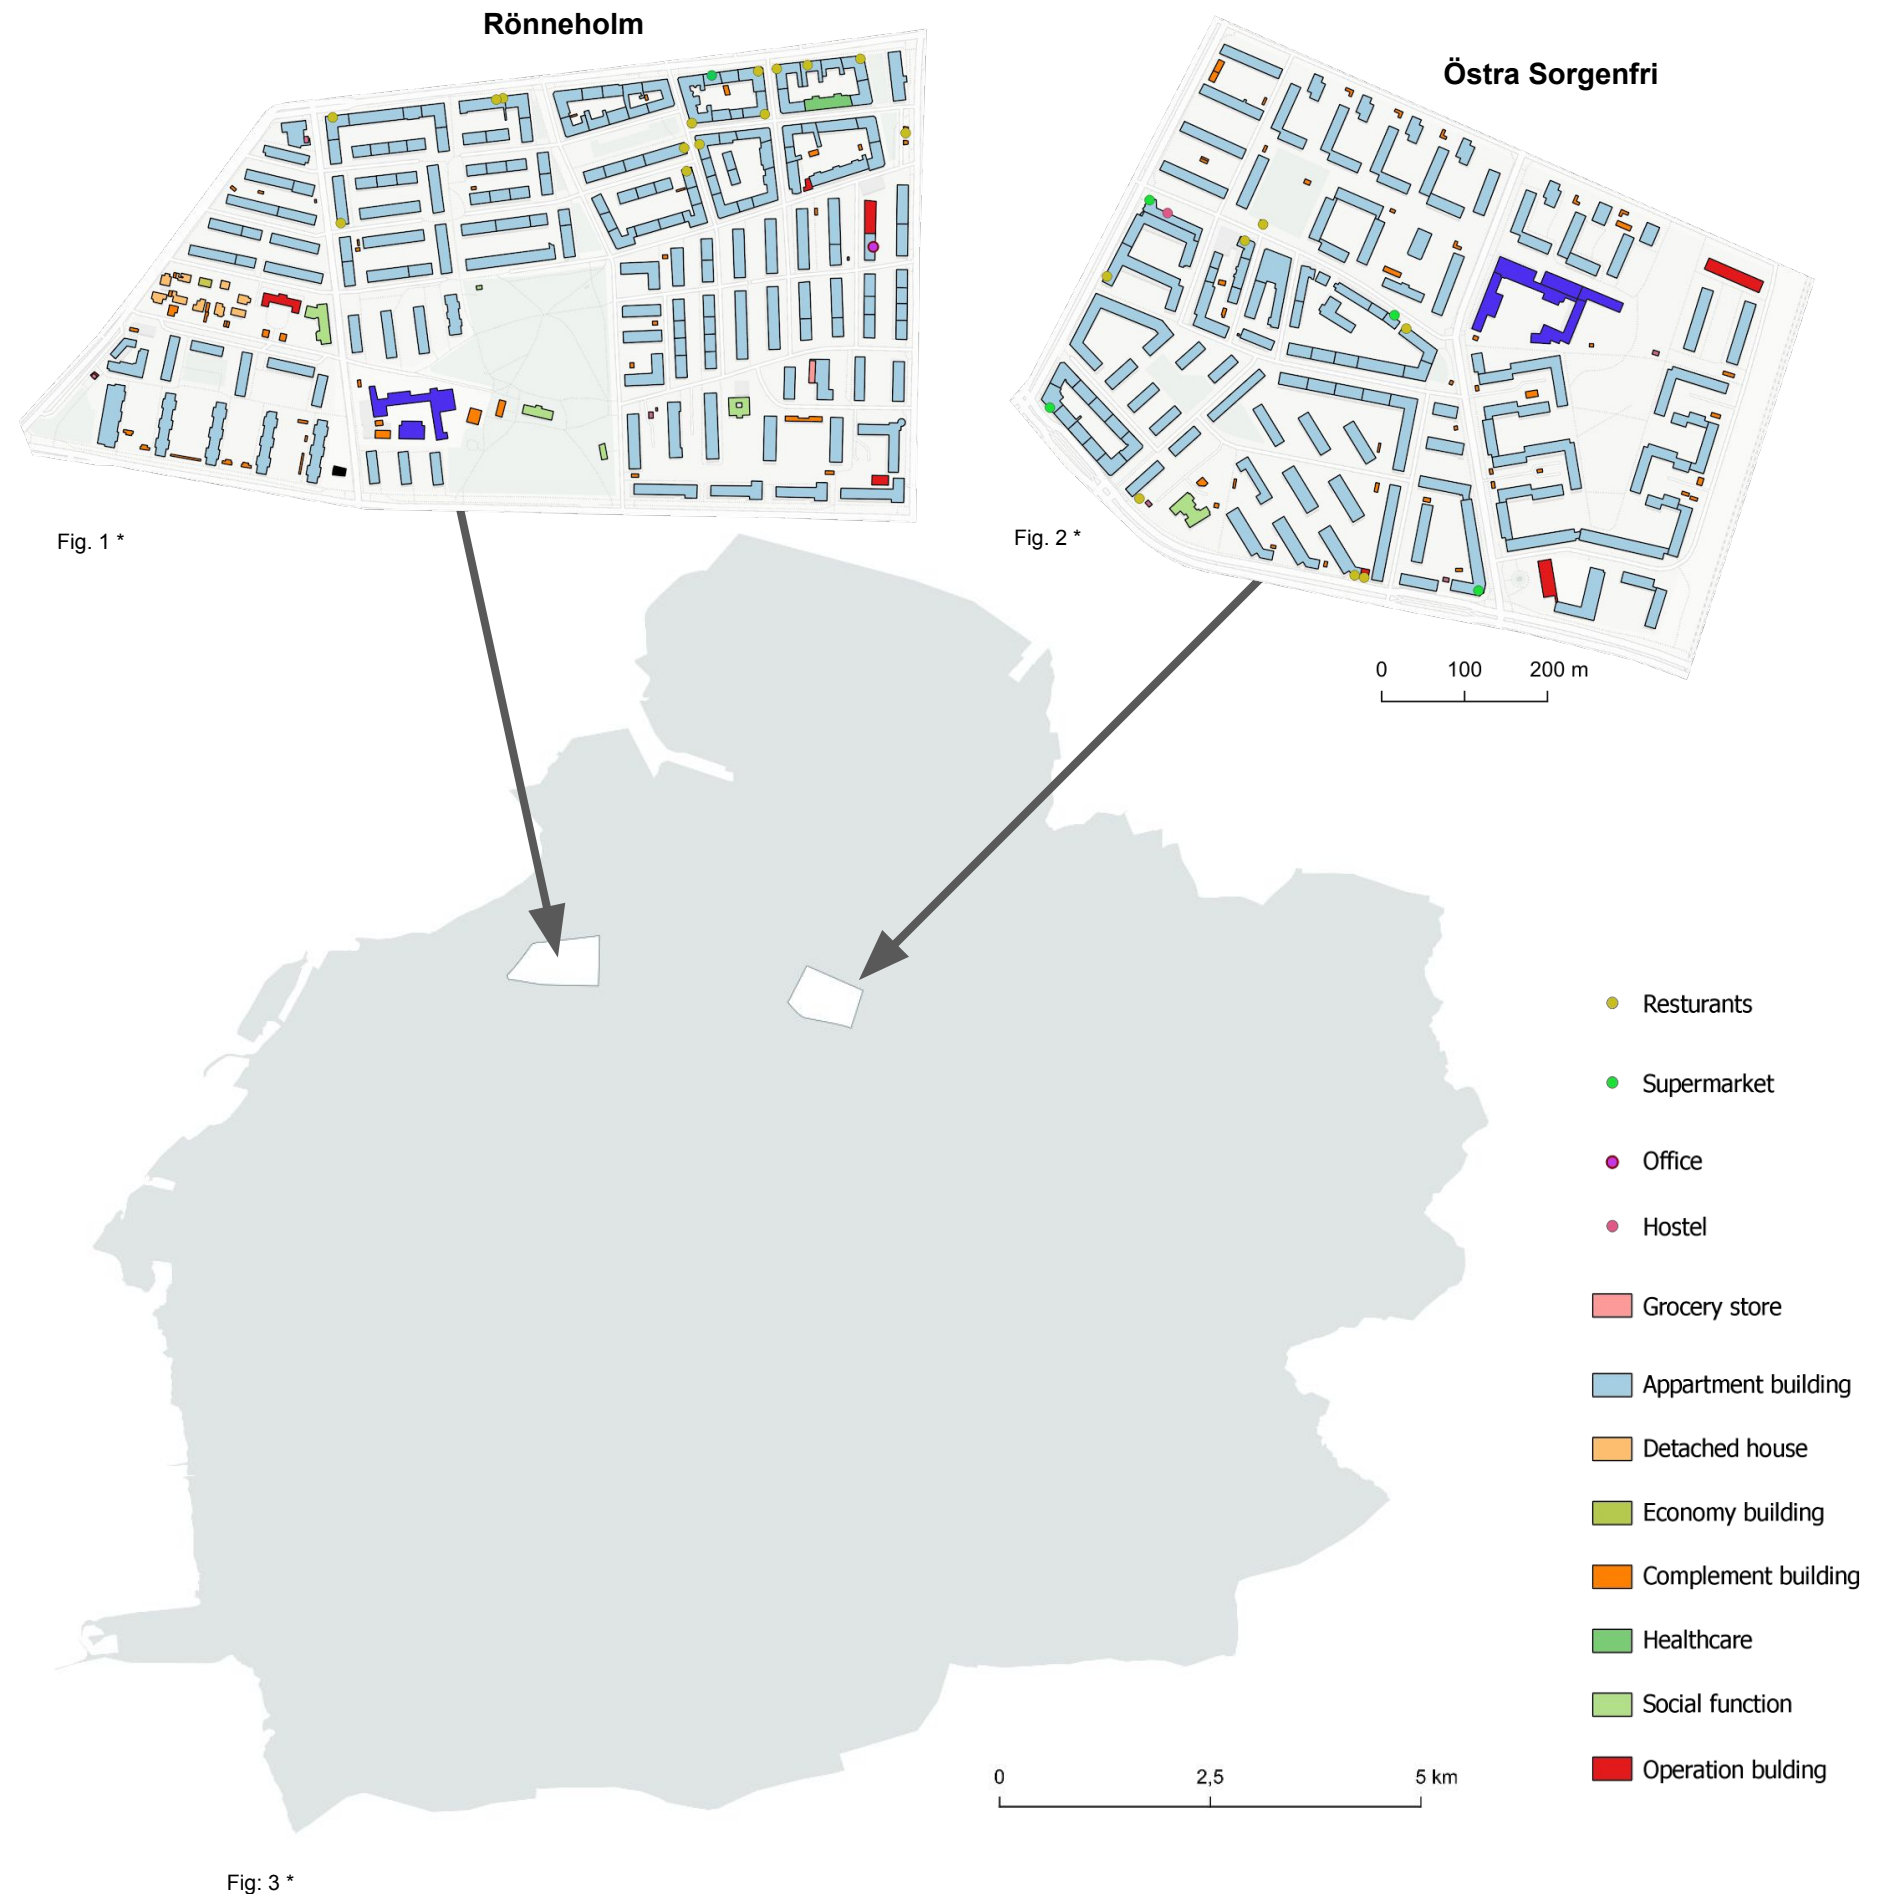 Rönneholm
Östra Sorgenfri
Fig. 1 *
Fig. 2 *
0 100 200 m
Resturants
Supermarket
Office
Hostel
Grocery store
Appartment building
Detached house
Economy building
Complement building
Healthcare
Social function
Operation bulding
0 2,5 5 km
Fig: 3 *